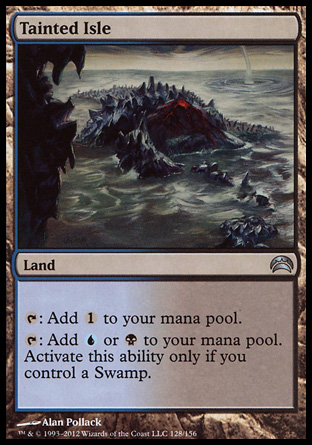 Tainted Isle
Land
: Add 1 to your mana pool.
: Add or to your mana pool.
Activate this ability only if you
control a Swamp.
Alan Pollack
™ & © 1993-2012 Wizards of the Coast LLC 128/156